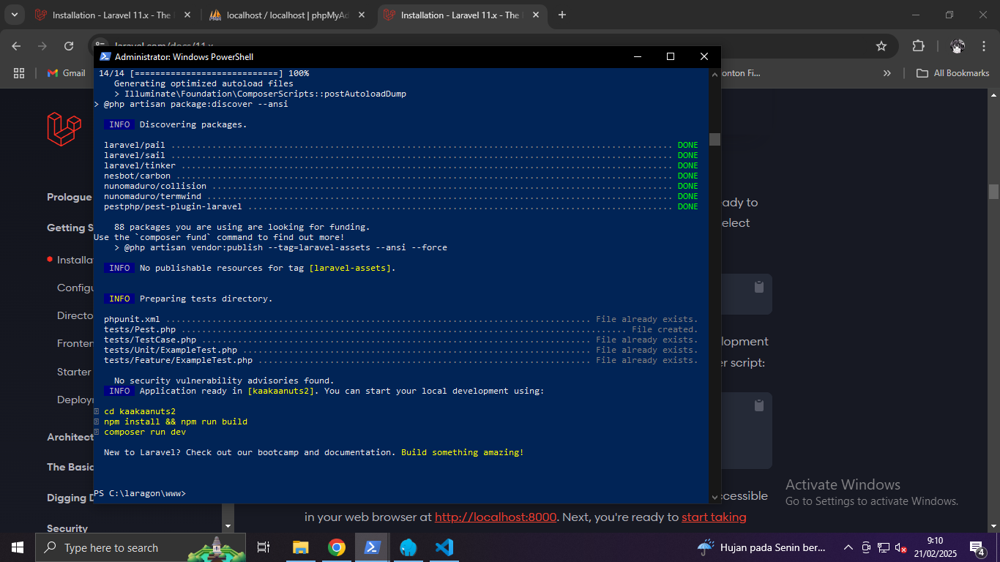 Installation - Laravel 11.x - The
localhost / localhost | phpMyAd
Installation - Laravel 11.x - The
laravel.com/docs/11.x
Gmail
onton Fi...
All Bookmarks
Administrator: Windows PowerShell
14/14 [============================] 100%
Generating optimized autoload files
> Illuminate\Foundation\ComposerScripts::postAutoloadDump
> @php artisan package:discover --ansi
INFO Discovering packages.
laravel/pail ........ DONE
laravel/sail ........ DONE
laravel/tinker ........ DONE
nesbot/carbon ........ DONE
nunomaduro/collision ........ DONE
nunomaduro/termwind ........ DONE
pestphp/pest-plugin-laravel ........ DONE
88 packages you are using are looking for funding.
Use the `composer fund` command to find out more!
> @php artisan vendor:publish --tag=laravel-assets --ansi --force
INFO No publishable resources for tag [laravel-assets].
INFO Preparing tests directory.
phpunit.xml ........ File already exists.
tests/Pest.php ........ File created.
tests/TestCase.php ........ File already exists.
tests/Unit/ExampleTest.php ........ File already exists.
tests/Feature/ExampleTest.php ........ File already exists.
No security vulnerability advisories found.
INFO Application ready in [kaakaanuts2]. You can start your local development using:
cd kaakaanuts2
npm install && npm run build
composer run dev
New to Laravel? Check out our bootcamp and documentation. Build something amazing!
PS C:\laragon\www>
Prologue
Getting S
Installa
Configu
Directo
Fronten
Starter
Deployn
Architect
The Basic
Digging D
Security
ady to
elect
lopment
er script:
ccessible
in your web browser at http://localhost:8000. Next, you're ready to start taking
Activate Windows
Go to Settings to activate Windows.
Type here to search
Hujan pada Senin ber...
9:10
21/02/2025
4